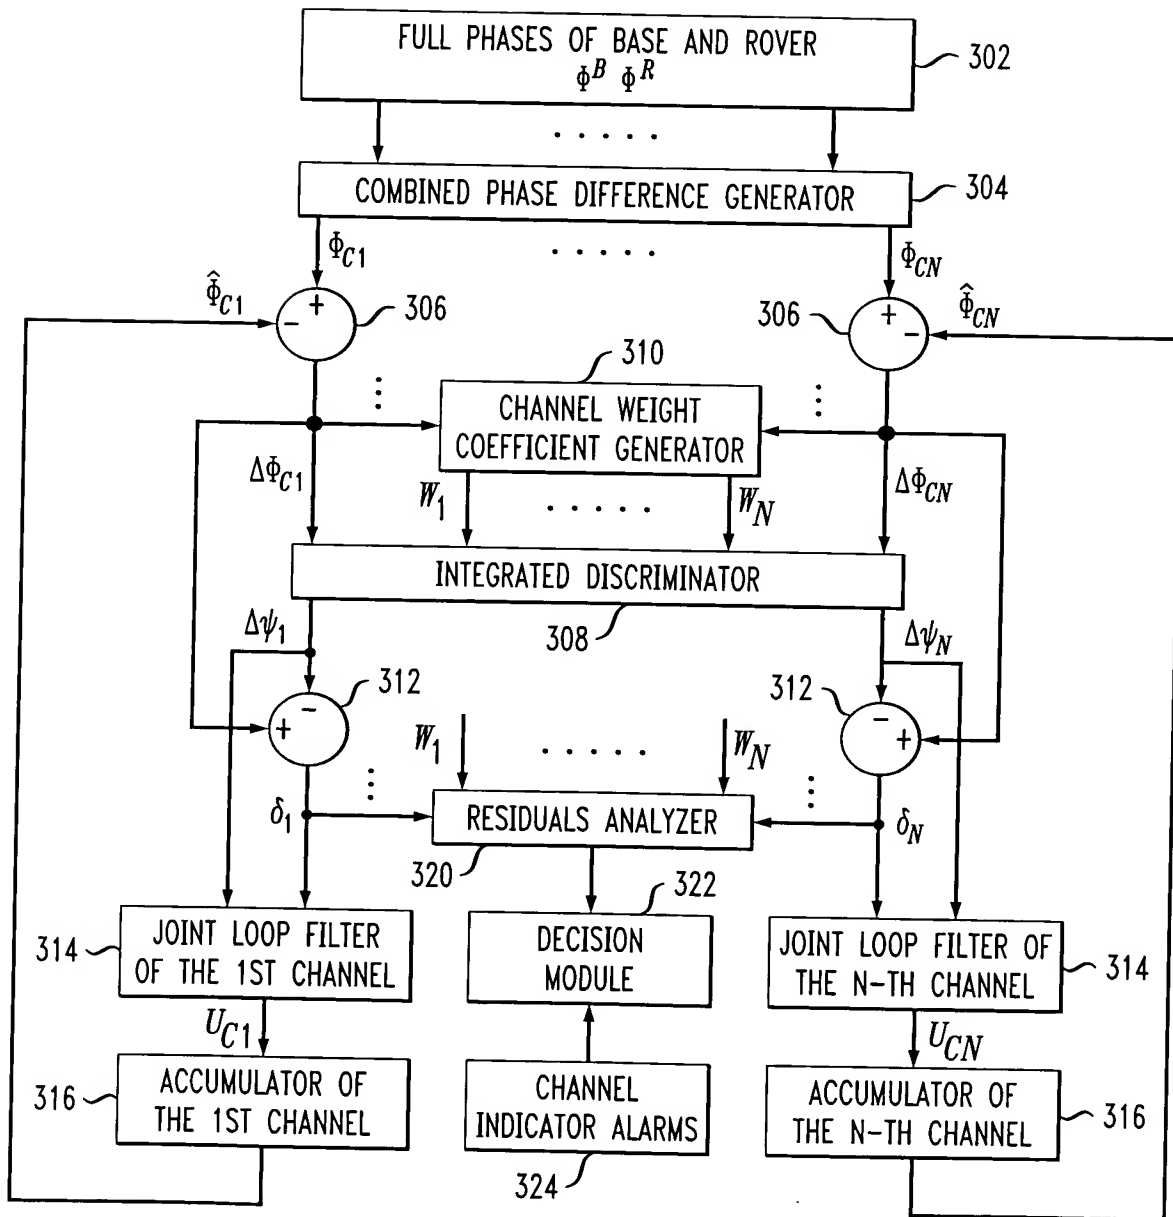 FULL PHASES OF BASE AND ROVER
Φ^B Φ^R
302
. . . . .
COMBINED PHASE DIFFERENCE GENERATOR
304
Φ_C1
. . . . .
Φ_CN
Φ̂_C1
+
−
306
306
+
−
Φ̂_CN
310
CHANNEL WEIGHT
COEFFICIENT GENERATOR
ΔΦ_C1
W_1
. . . . .
W_N
ΔΦ_CN
INTEGRATED DISCRIMINATOR
308
Δψ_1
Δψ_N
312
−
+
312
−
+
W_1
. . . . .
W_N
δ_1
RESIDUALS ANALYZER
δ_N
320
322
314
JOINT LOOP FILTER
OF THE 1ST CHANNEL
DECISION
MODULE
JOINT LOOP FILTER OF
THE N-TH CHANNEL
314
U_C1
U_CN
316
ACCUMULATOR OF
THE 1ST CHANNEL
CHANNEL
INDICATOR ALARMS
324
ACCUMULATOR OF
THE N-TH CHANNEL
316